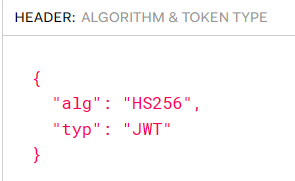 HEADER: ALGORITHM & TOKEN TYPE
{
  "alg": "HS256",
  "typ": "JWT"
}